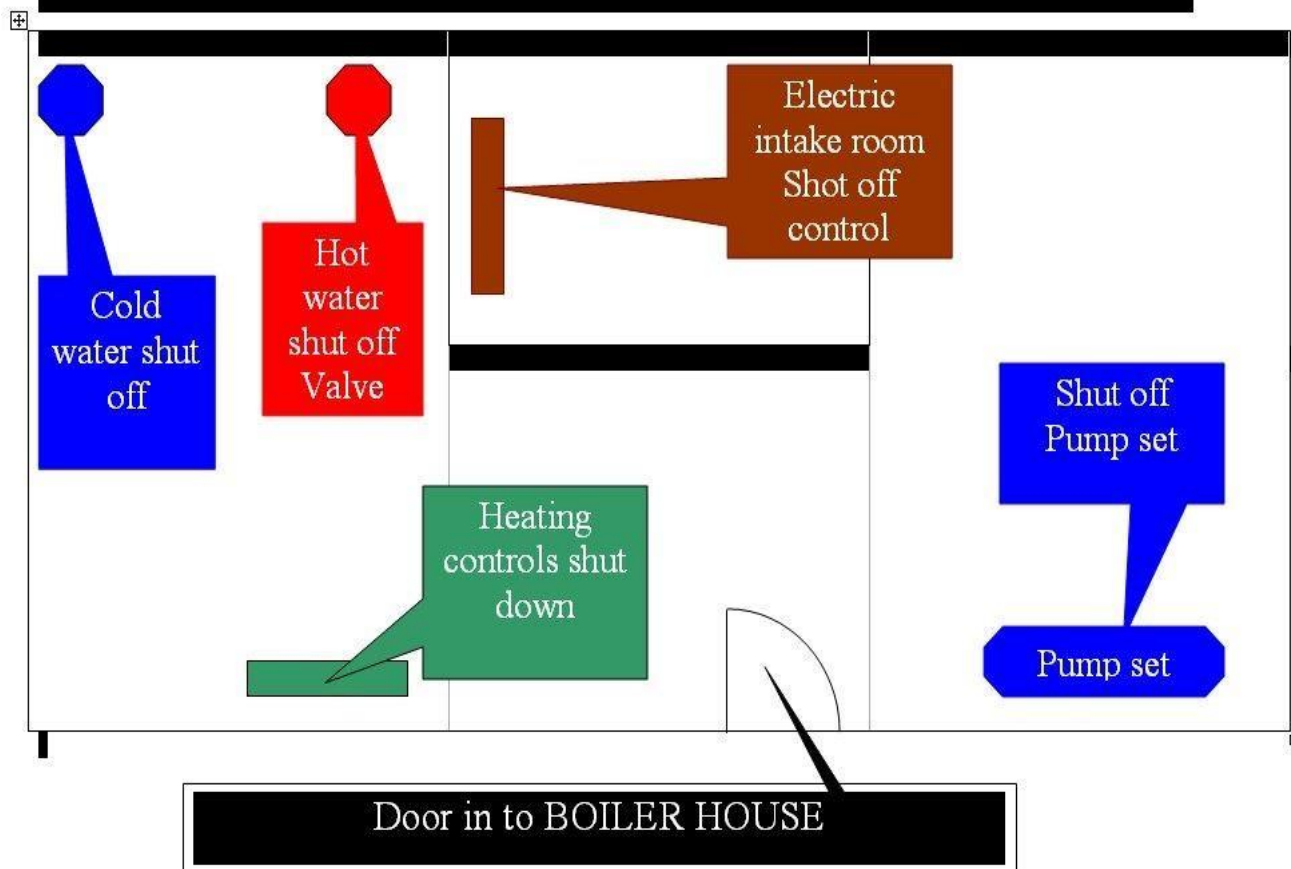 Electric
intake room
Shot off
control
Hot
water
shut off
Valve
Cold
water shut
off
Shut off
Pump set
Heating
controls shut
down
Pump set
Door in to BOILER HOUSE